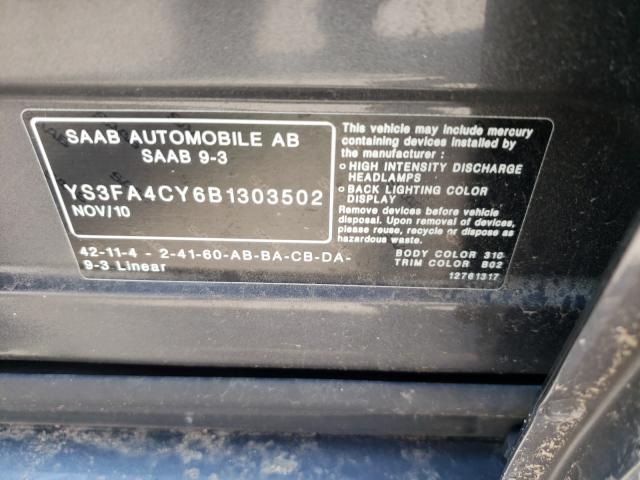 SAAB AUTOMOBILE AB
SAAB 9-3
YS3FA4CY6B1303502
NOV/10
42-11-4 - 2-41-60-AB-BA-CB-DA-
9-3 Linear
This vehicle may include mercury
containing devices installed by
the manufacturer :
HIGH INTENSITY DISCHARGE
HEADLAMPS
BACK LIGHTING COLOR
DISPLAY
Remove devices before vehicle
disposal. Upon removal of devices,
please reuse, recycle or dispose as
hazardous waste.
BODY COLOR 310
TRIM COLOR B02
12761317